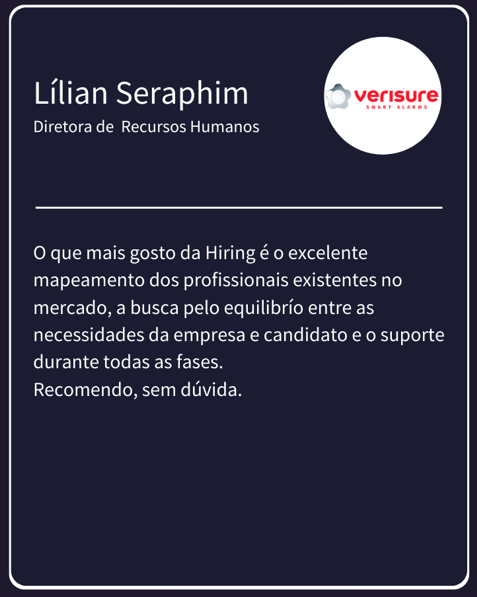 Lílian Seraphim
Diretora de Recursos Humanos
verisure
SMART ALARMS
O que mais gosto da Hiring é o excelente
mapeamento dos profissionais existentes no
mercado, a busca pelo equilibrío entre as
necessidades da empresa e candidato e o suporte
durante todas as fases.
Recomendo, sem dúvida.